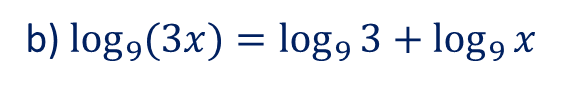 b) log₉(3x) = log₉ 3 + log₉ x